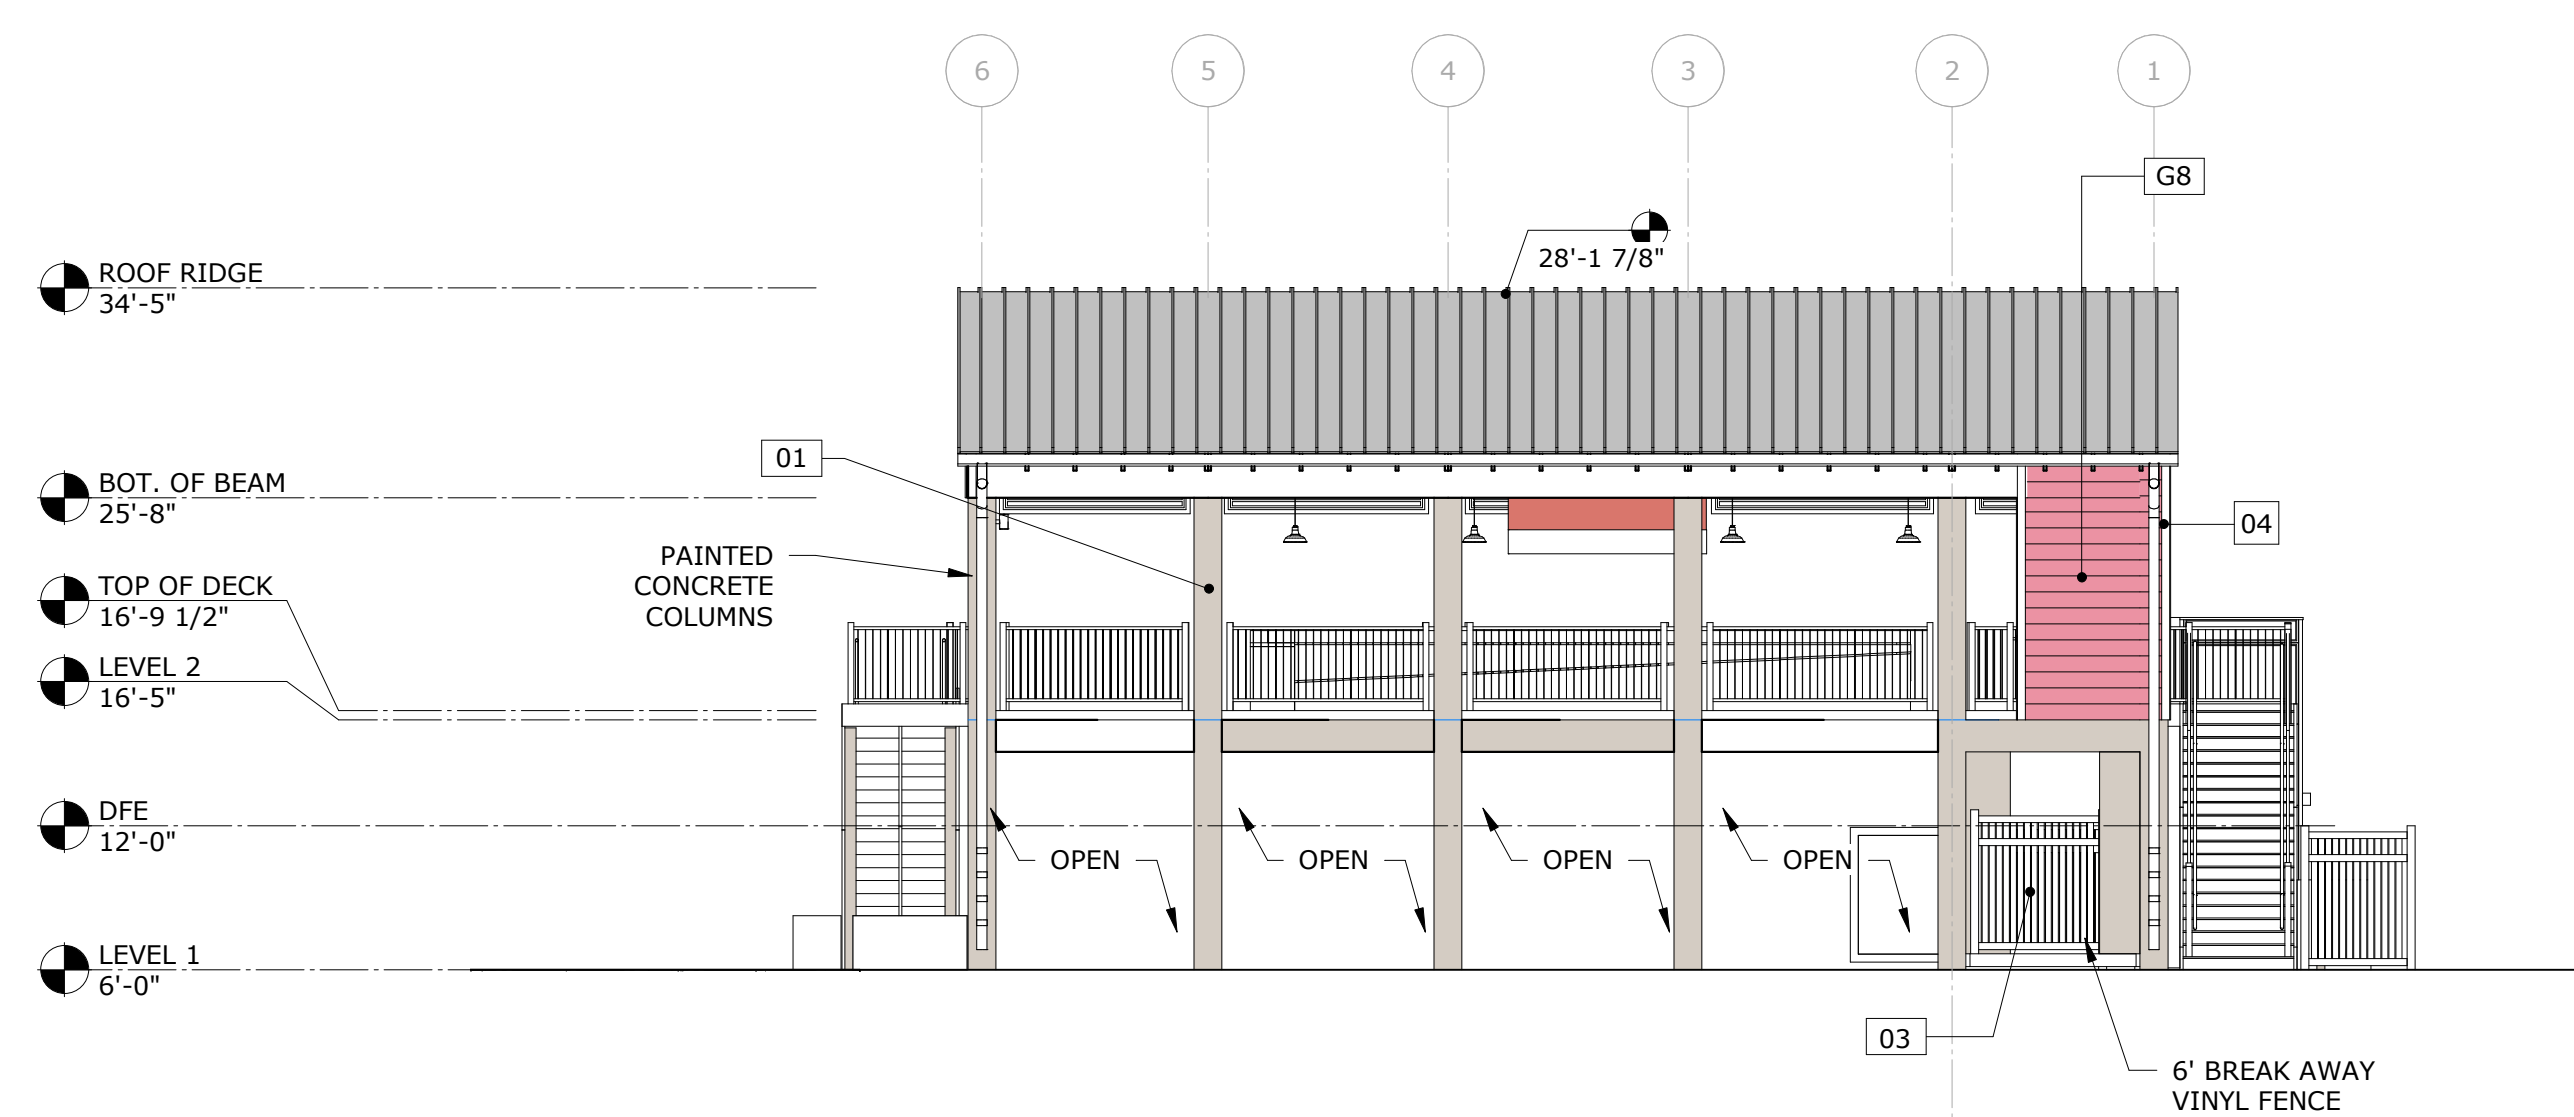 6
5
4
3
2
1
G8
28'-1 7/8"
ROOF RIDGE
34'-5"
01
BOT. OF BEAM
25'-8"
04
PAINTED
CONCRETE
COLUMNS
TOP OF DECK
16'-9 1/2"
LEVEL 2
16'-5"
DFE
12'-0"
OPEN
OPEN
OPEN
OPEN
LEVEL 1
6'-0"
03
6' BREAK AWAY
VINYL FENCE